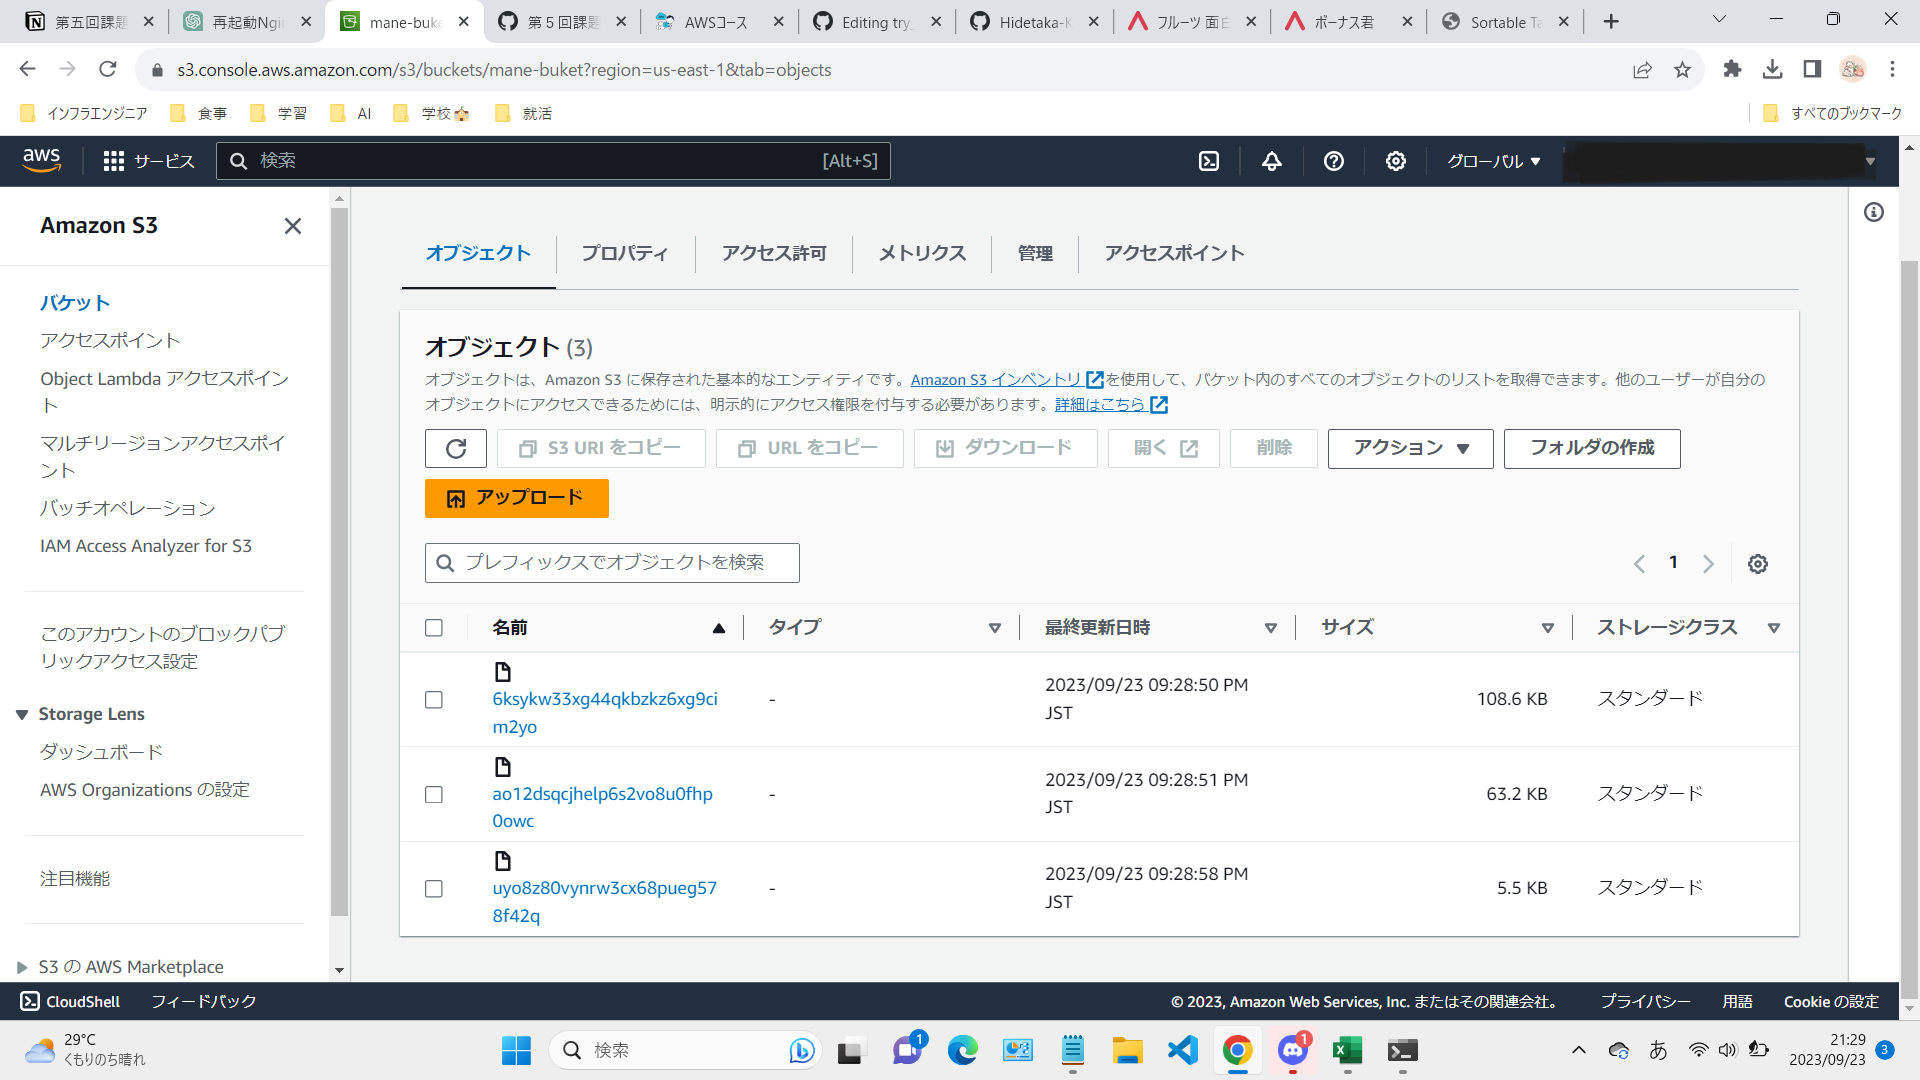 第五回課題
再起動Ngi
mane-buke
第５回課題
AWSコース
Editing try_
Hidetaka-K
フルーツ 面白
ボーナス君
Sortable Ta
s3.console.aws.amazon.com/s3/buckets/mane-buket?region=us-east-1&tab=objects
インフラエンジニア
食事
学習
AI
学校
就活
すべてのブックマーク
aws
サービス
検索
[Alt+S]
グローバル
Amazon S3
バケット
アクセスポイント
Object Lambda アクセスポイン
ト
マルチリージョンアクセスポイ
ント
バッチオペレーション
IAM Access Analyzer for S3
このアカウントのブロックパブ
リックアクセス設定
Storage Lens
ダッシュボード
AWS Organizations の設定
注目機能
S3 の AWS Marketplace
オブジェクト
プロパティ
アクセス許可
メトリクス
管理
アクセスポイント
オブジェクト (3)
オブジェクトは、Amazon S3 に保存された基本的なエンティティです。Amazon S3 インベントリ を使用して、バケット内のすべてのオブジェクトのリストを取得できます。他のユーザーが自分の
オブジェクトにアクセスできるためには、明示的にアクセス権限を付与する必要があります。詳細はこちら
S3 URI をコピー
URL をコピー
ダウンロード
開く
削除
アクション
フォルダの作成
アップロード
プレフィックスでオブジェクトを検索
1
名前
タイプ
最終更新日時
サイズ
ストレージクラス
6ksykw33xg44qkbzkz6xg9ci
m2yo
-
2023/09/23 09:28:50 PM
JST
108.6 KB
スタンダード
ao12dsqcjhelp6s2vo8u0fhp
0owc
-
2023/09/23 09:28:51 PM
JST
63.2 KB
スタンダード
uyo8z80vynrw3cx68pueg57
8f42q
-
2023/09/23 09:28:58 PM
JST
5.5 KB
スタンダード
CloudShell
フィードバック
© 2023, Amazon Web Services, Inc. またはその関連会社。
プライバシー
用語
Cookie の設定
29°C
くもりのち晴れ
検索
1
1
あ
21:29
2023/09/23
3